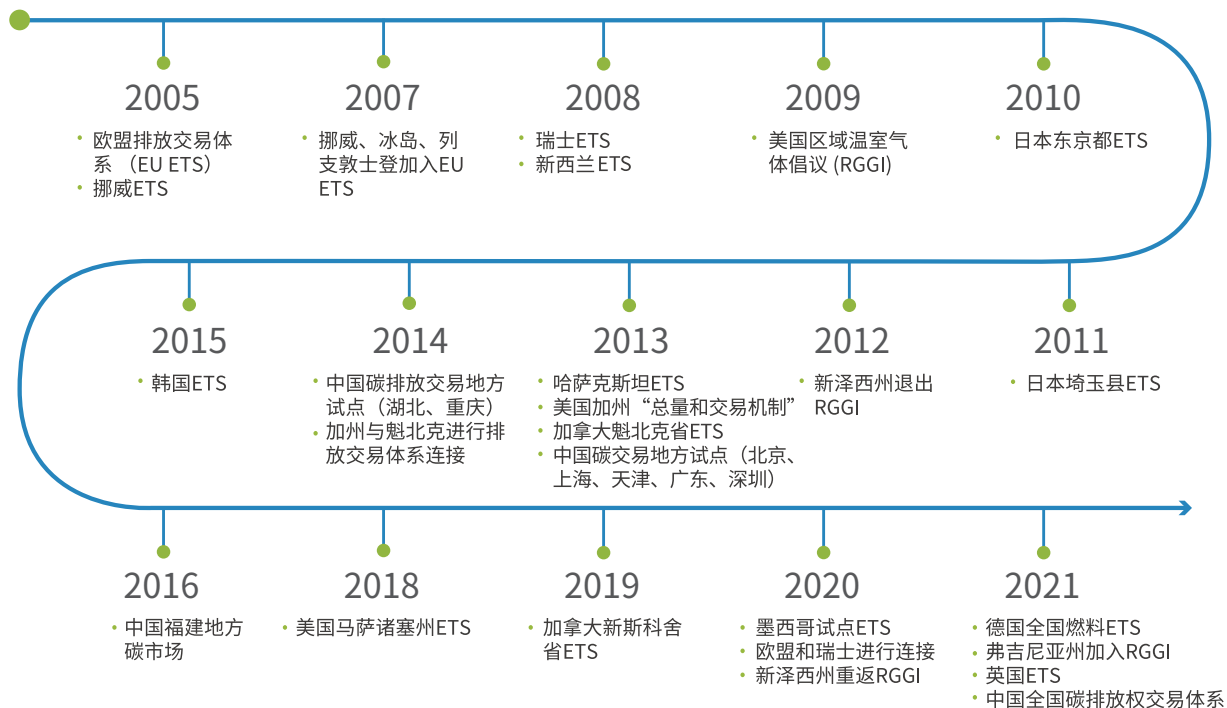 2005
• 欧盟排放交易体
系 （EU ETS）
• 挪威ETS
2007
• 挪威、冰岛、列
支敦士登加入EU
ETS
2008
• 瑞士ETS
• 新西兰ETS
2009
• 美国区域温室气
体倡议 (RGGI)
2010
• 日本东京都ETS
2011
• 日本埼玉县ETS
2012
• 新泽西州退出
RGGI
2013
• 哈萨克斯坦ETS
• 美国加州“总量和交易机制”
• 加拿大魁北克省ETS
• 中国碳交易地方试点（北京、
上海、天津、广东、深圳）
2014
• 中国碳排放交易地方
试点（湖北、重庆）
• 加州与魁北克进行排
放交易体系连接
2015
• 韩国ETS
2016
• 中国福建地方
碳市场
2018
• 美国马萨诸塞州ETS
2019
• 加拿大新斯科舍
省ETS
2020
• 墨西哥试点ETS
• 欧盟和瑞士进行连接
• 新泽西州重返RGGI
2021
• 德国全国燃料ETS
• 弗吉尼亚州加入RGGI
• 英国ETS
• 中国全国碳排放权交易体系